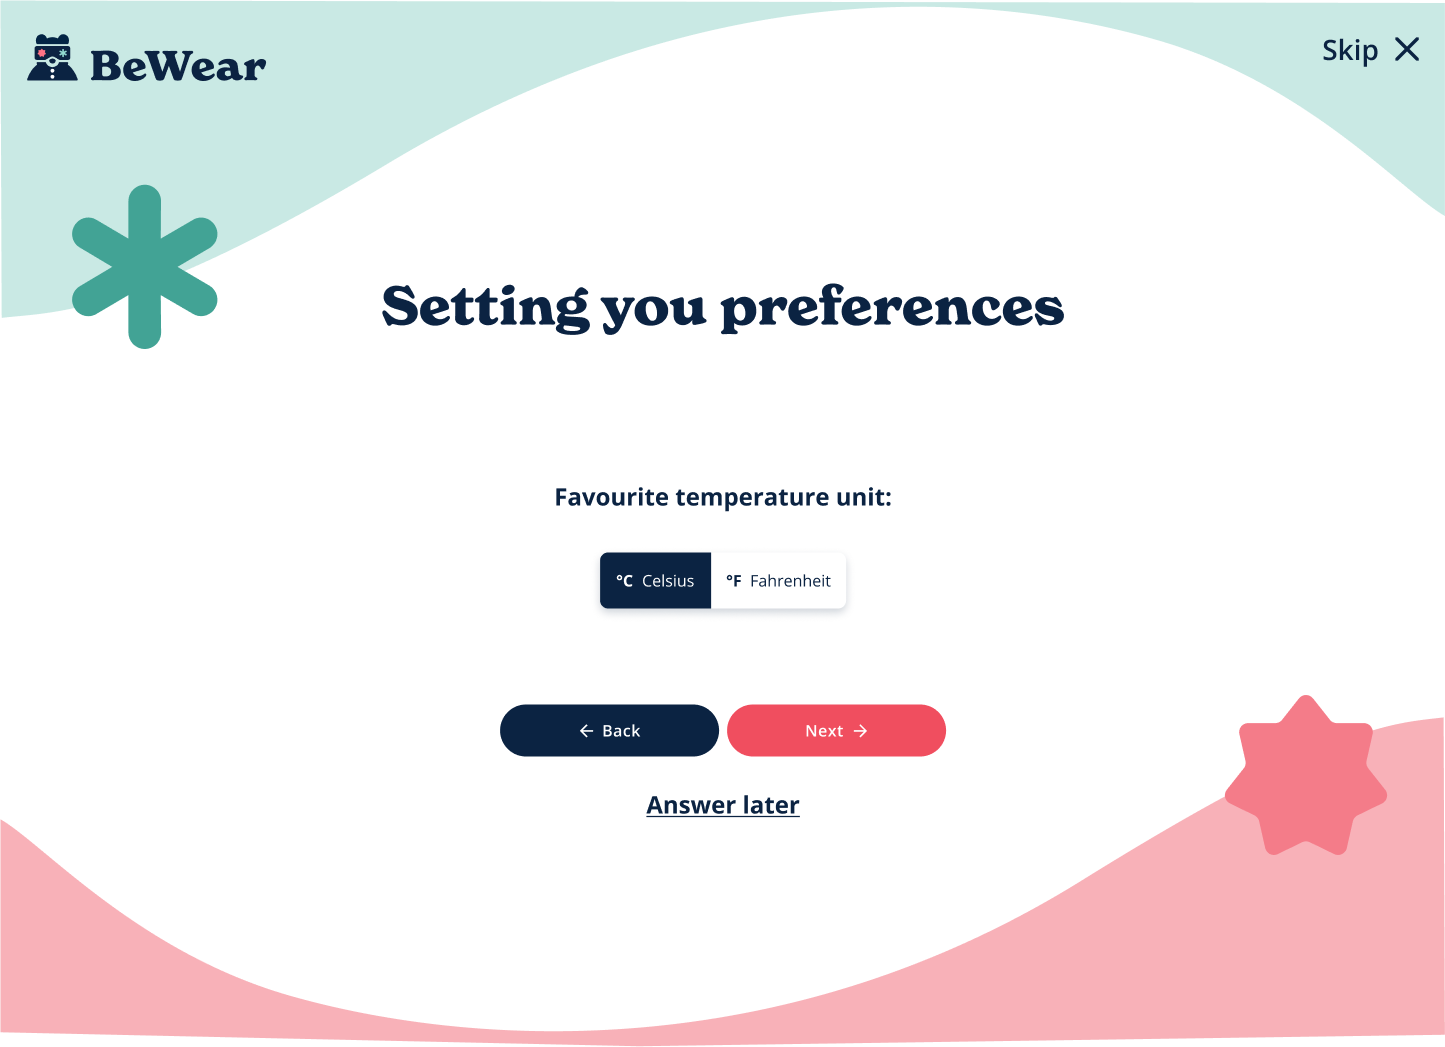 BeWear
Skip
Setting you preferences
Favourite temperature unit:
°C Celsius °F Fahrenheit
← Back Next →
Answer later